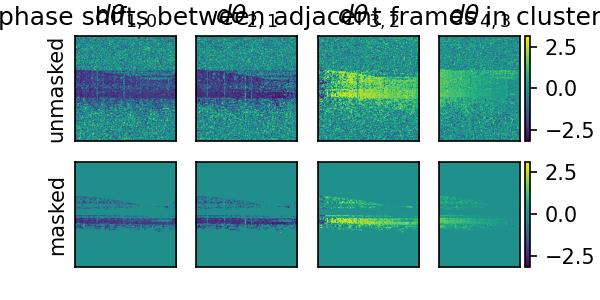 phase shifts between adjacent frames in cluster
dθ1,0 dθ2,1 dθ3,2 dθ4,3
unmasked
2.5
0.0
−2.5
masked
2.5
0.0
−2.5